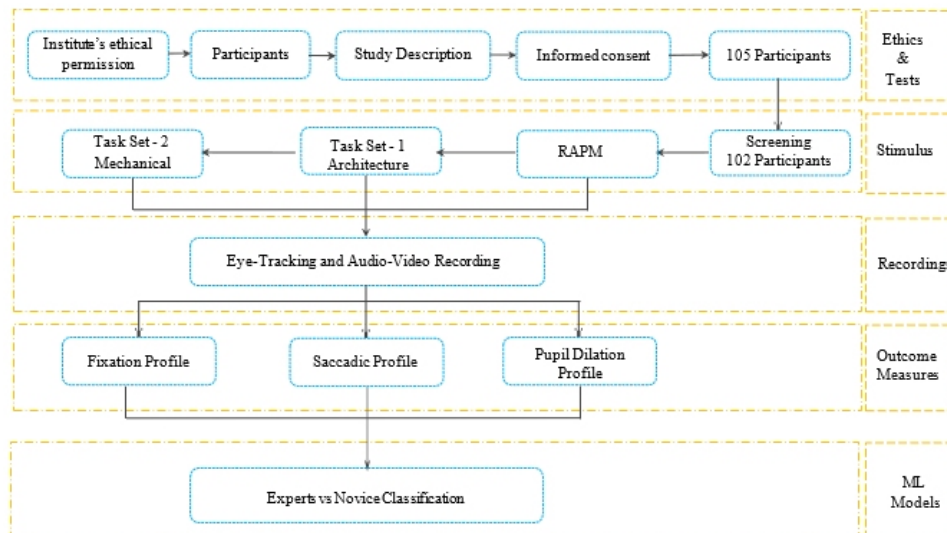 Institute's ethical
permission
Participants
Study Description
Informed consent
105 Participants
Ethics
&
Tests
Task Set - 2
Mechanical
Task Set - 1
Architecture
RAPM
Screening
102 Participants
Stimulus
Eye-Tracking and Audio-Video Recording
Recording
Fixation Profile
Saccadic Profile
Pupil Dilation
Profile
Outcome
Measures
Experts vs Novice Classification
ML
Models